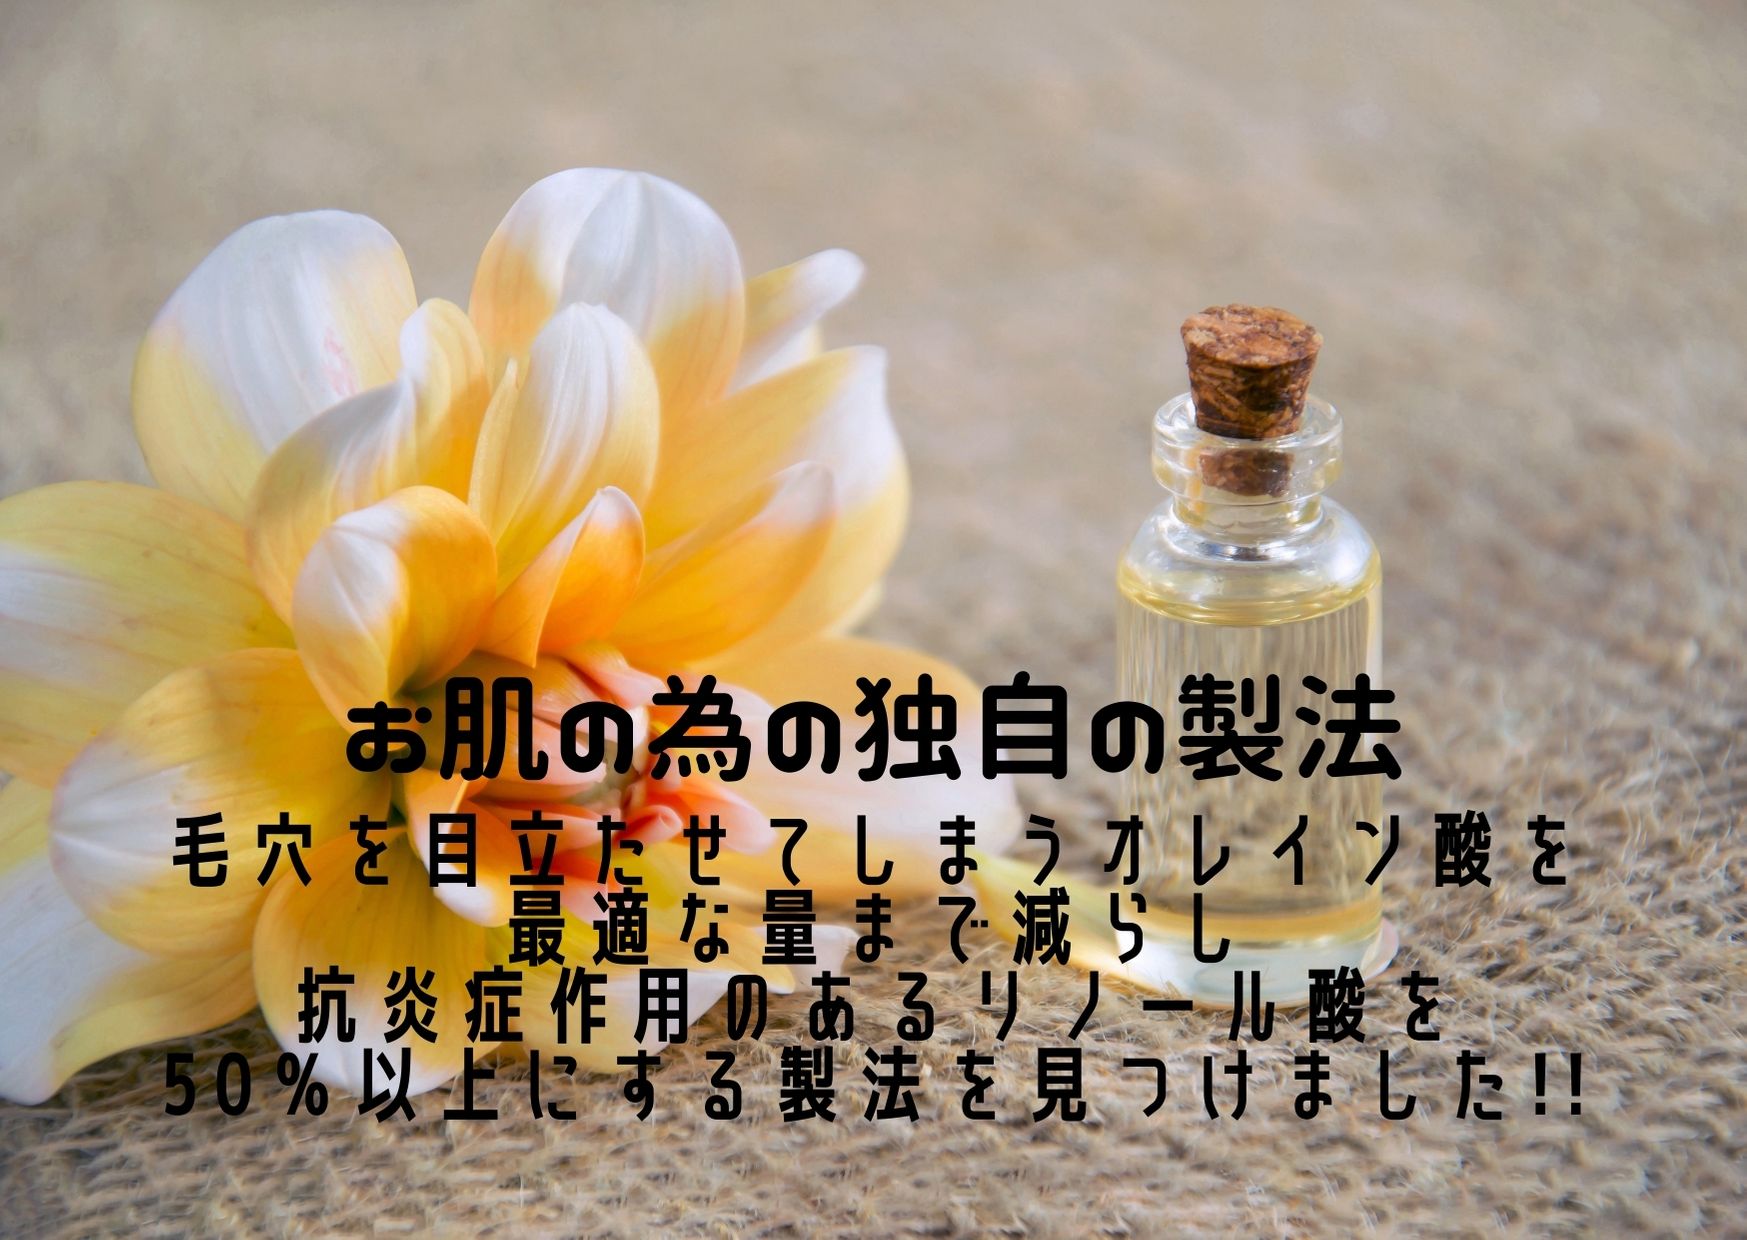 お肌の為の独自の製法
毛穴を目立たせてしまうオレイン酸を
最適な量まで減らし
抗炎症作用のあるリノール酸を
50%以上にする製法を見つけました!!